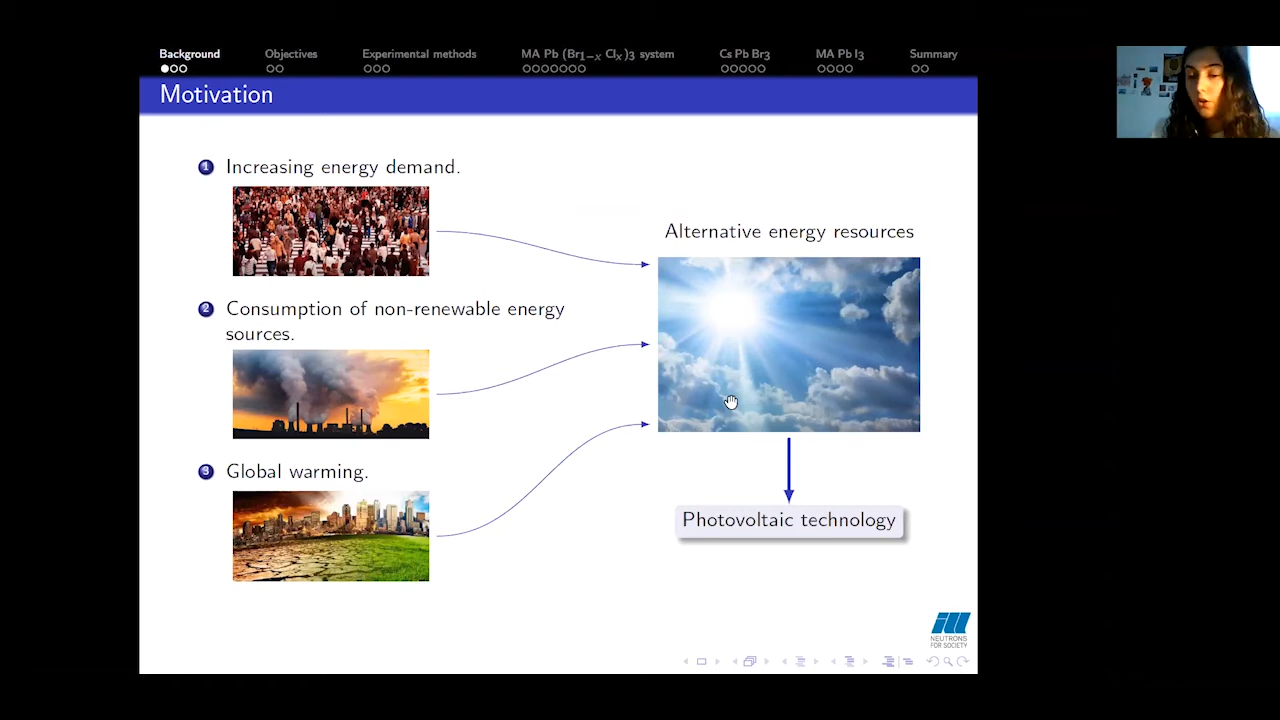 Background Objectives Experimental methods MA Pb (Br1−x Clx)3 system Cs Pb Br3 MA Pb I3 Summary
Motivation
1 Increasing energy demand.
2 Consumption of non-renewable energy
sources.
3 Global warming.
Alternative energy resources
Photovoltaic technology
ill
NEUTRONS
FOR SOCIETY